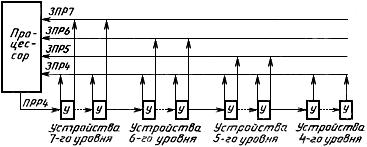 ЗПР7
Про-
цес-
сор
ЗПР6
ЗПР5
ЗПР4
ПРР4
У У У У У У У У
Устройства Устройства Устройства Устройства
7-го уровня 6-го уровня 5-го уровня 4-го уровня